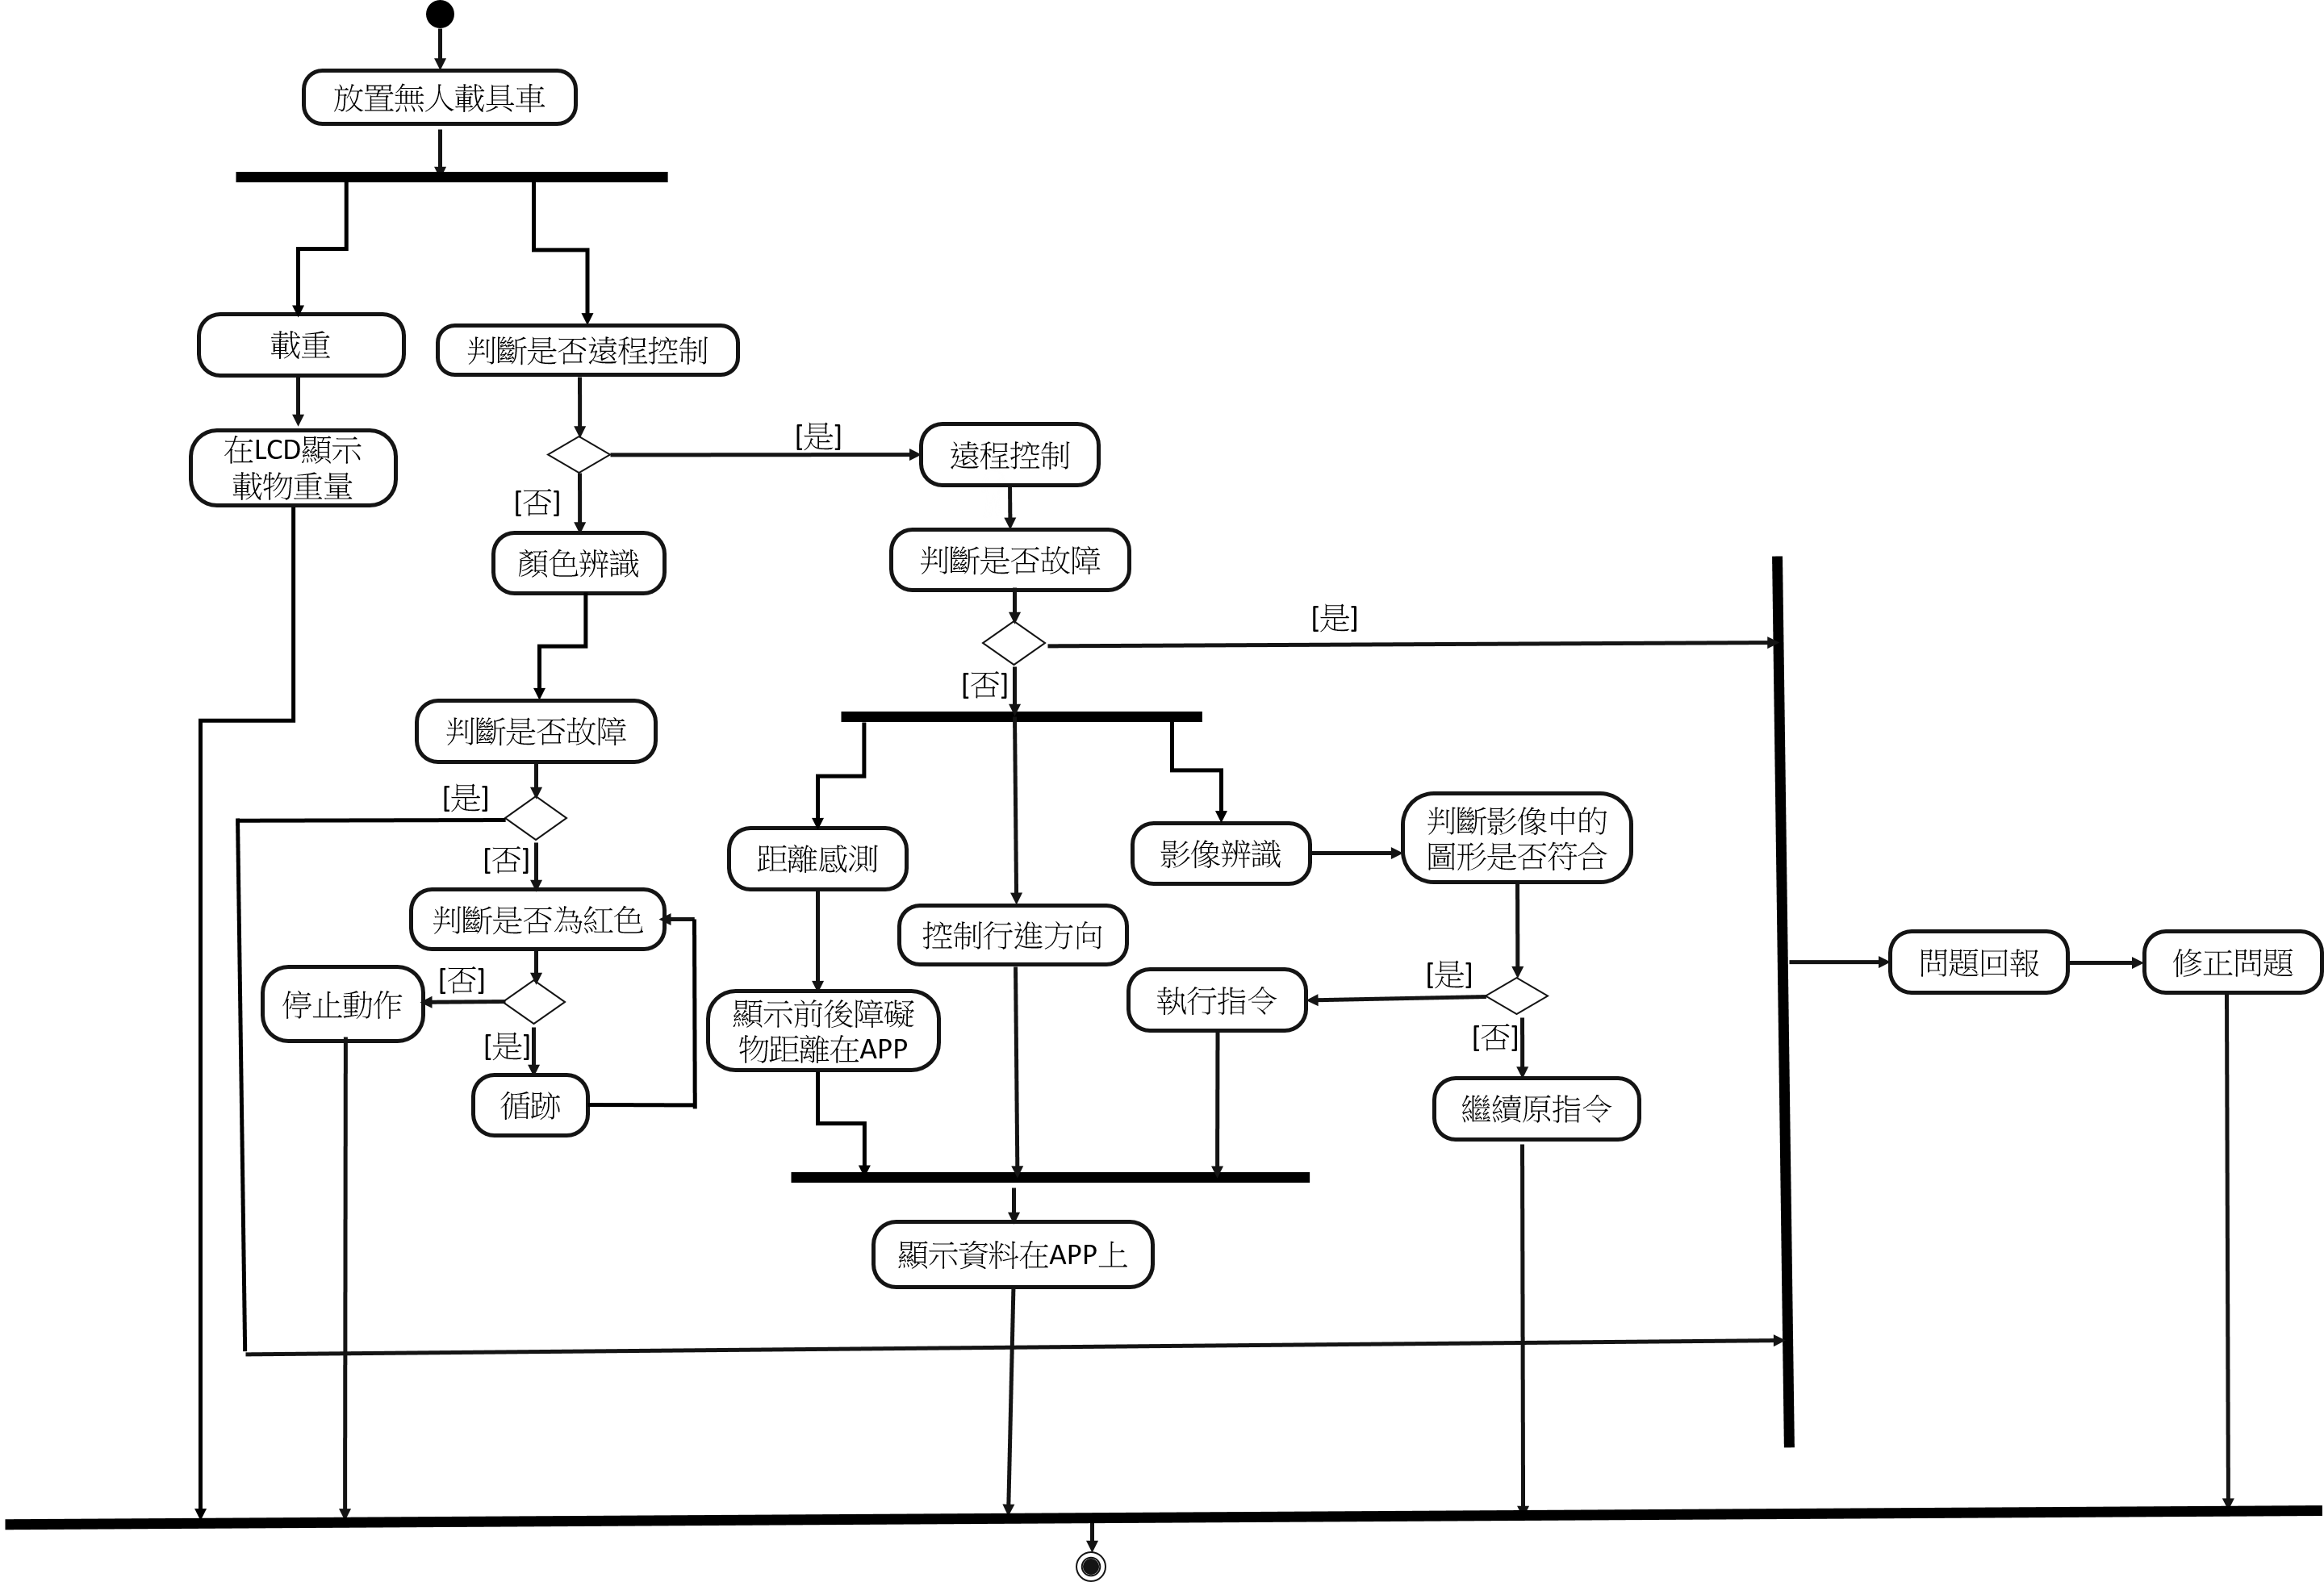 放置無人載具車
載重
判斷是否遠程控制
在LCD顯示
載物重量
[是]
遠程控制
[否]
顏色辨識
判斷是否故障
[是]
[否]
判斷是否故障
[是]
[否]
距離感測
影像辨識
判斷影像中的
圖形是否符合
判斷是否為紅色
控制行進方向
[否]
停止動作
[是]
循跡
顯示前後障礙
物距離在APP
執行指令
[是]
[否]
繼續原指令
問題回報
修正問題
顯示資料在APP上